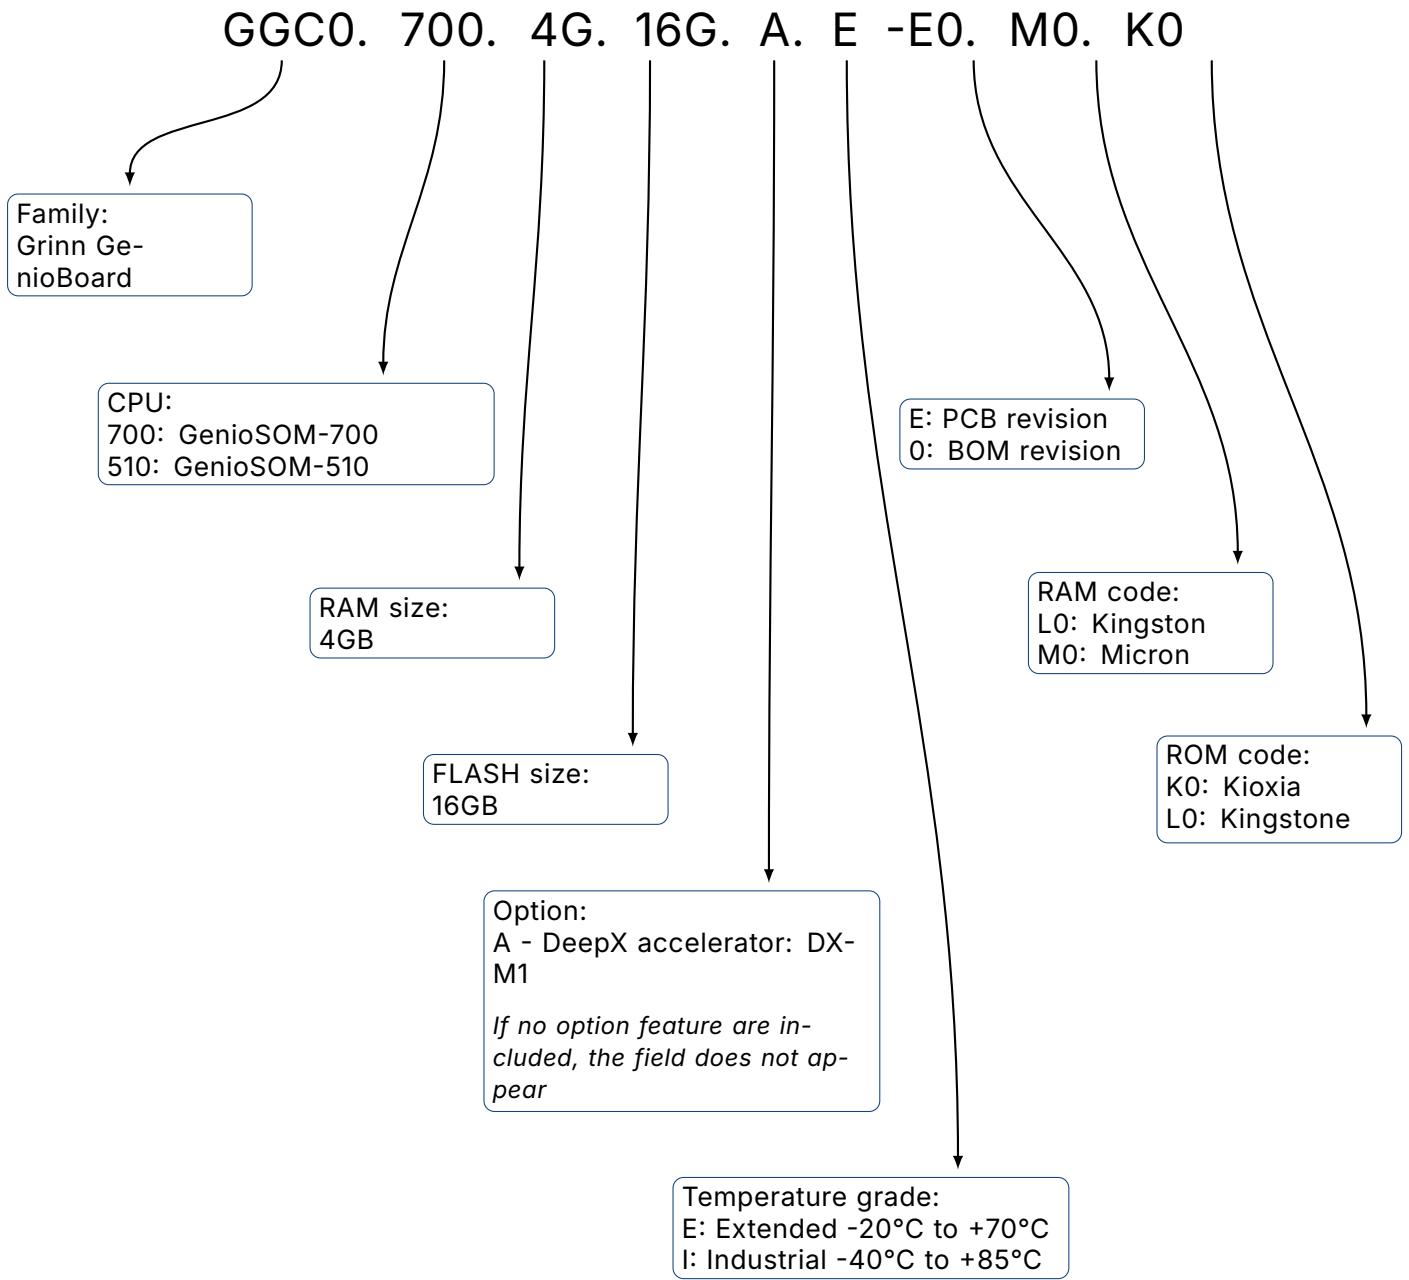 GGC0. 700. 4G. 16G. A. E -E0. M0. K0
Family:
Grinn Ge-
nioBoard
CPU:
700: GenioSOM-700
510: GenioSOM-510
E: PCB revision
0: BOM revision
RAM size:
4GB
RAM code:
L0: Kingston
M0: Micron
FLASH size:
16GB
ROM code:
K0: Kioxia
L0: Kingstone
Option:
A - DeepX accelerator: DX-
M1
If no option feature are in-
cluded, the field does not ap-
pear
Temperature grade:
E: Extended -20°C to +70°C
I: Industrial -40°C to +85°C